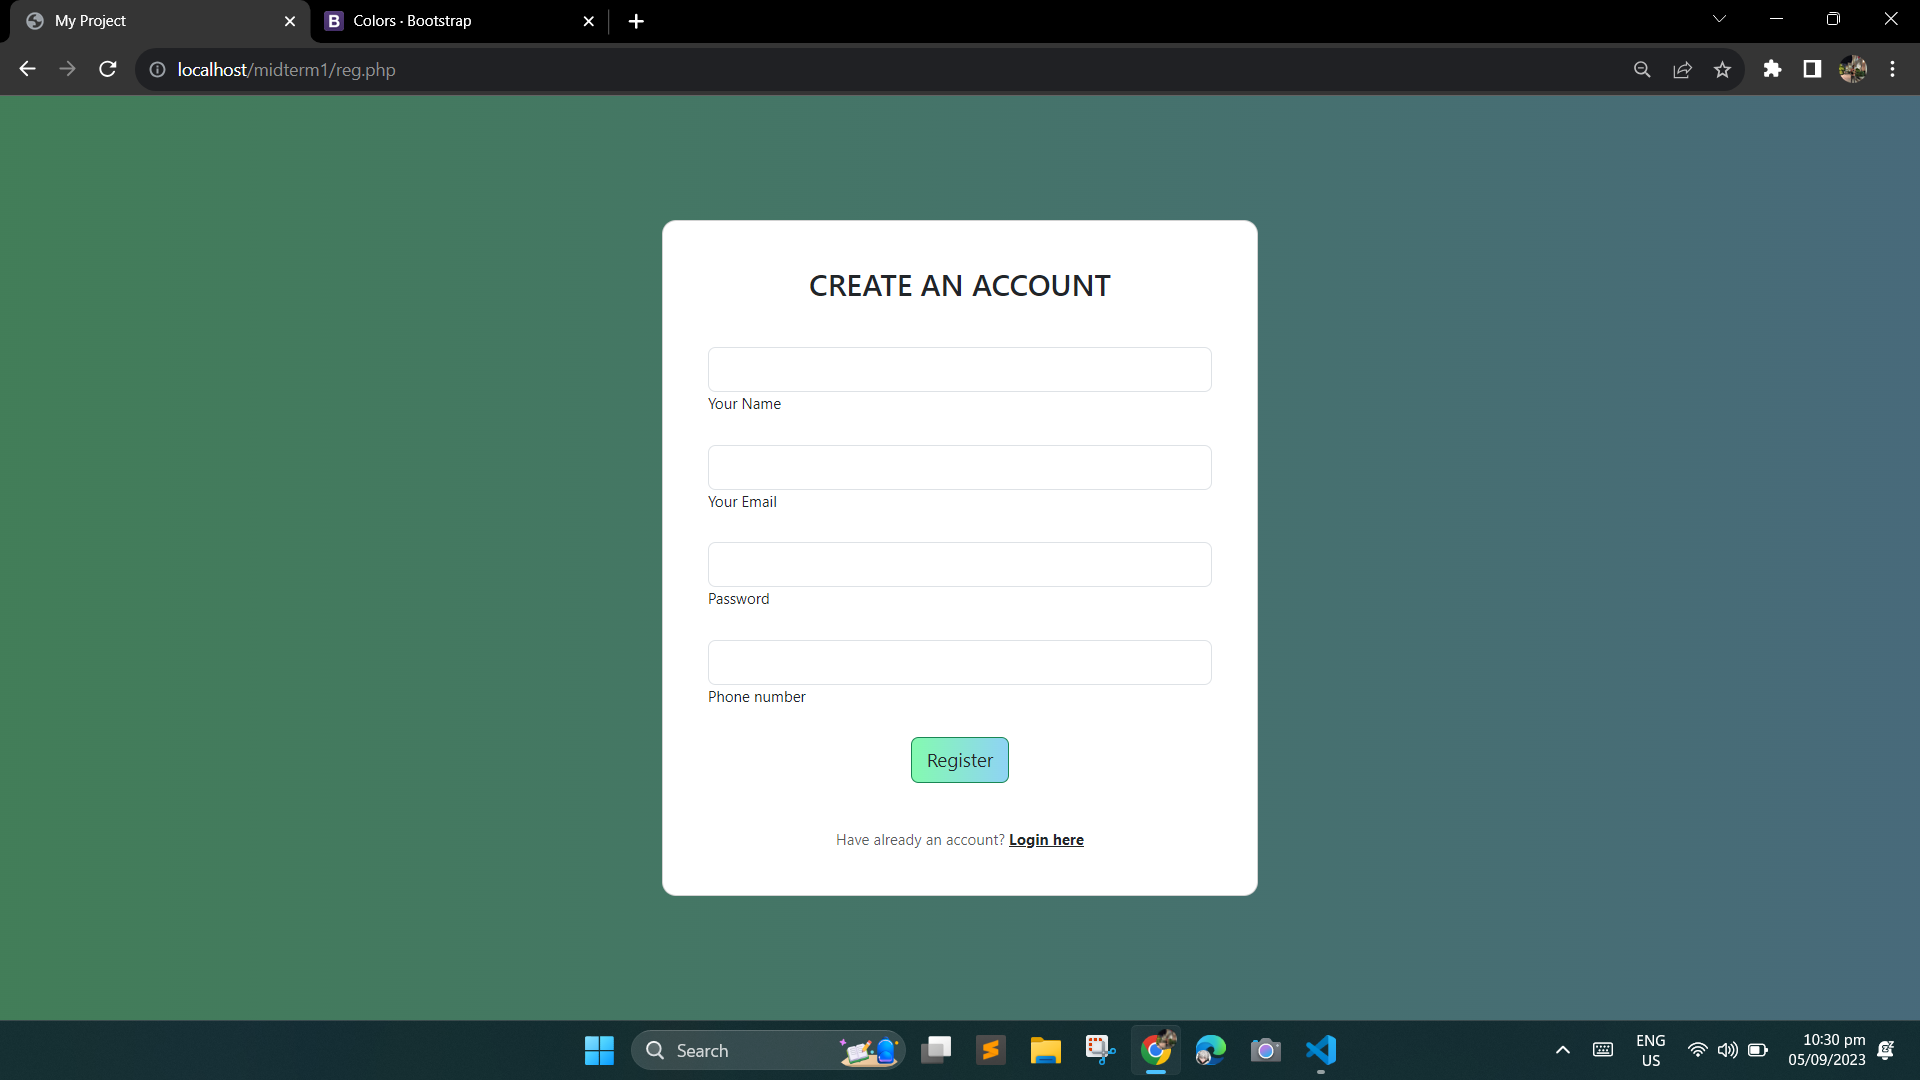 My Project
B Colors · Bootstrap
localhost/midterm1/reg.php
CREATE AN ACCOUNT
Your Name
Your Email
Password
Phone number
Register
Have already an account? Login here
Search
ENG
US
10:30 pm
05/09/2023